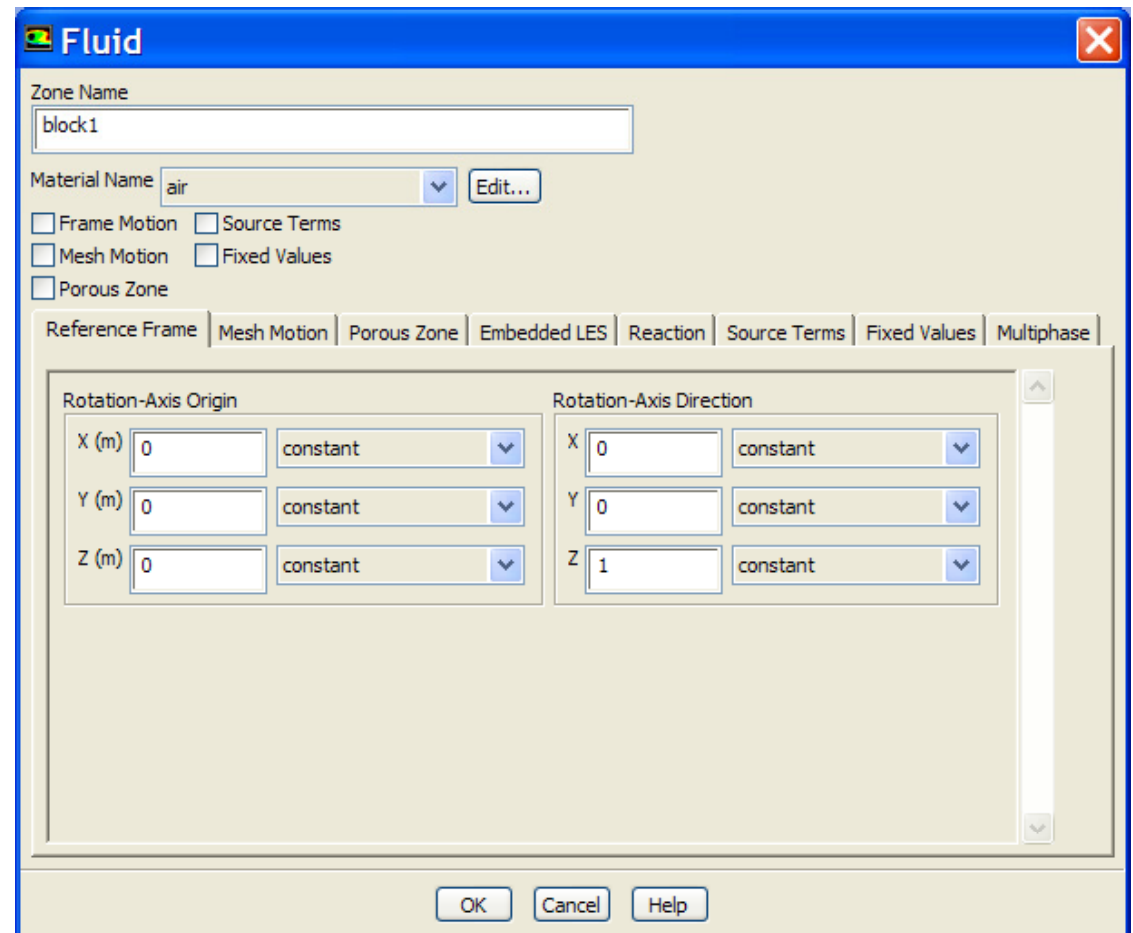 Fluid
Zone Name
block1
Material Name air Edit...
Frame Motion Source Terms
Mesh Motion Fixed Values
Porous Zone
Reference Frame Mesh Motion Porous Zone Embedded LES Reaction Source Terms Fixed Values Multiphase
Rotation-Axis Origin Rotation-Axis Direction
X (m) 0 constant X 0 constant
Y (m) 0 constant Y 0 constant
Z (m) 0 constant Z 1 constant
OK Cancel Help